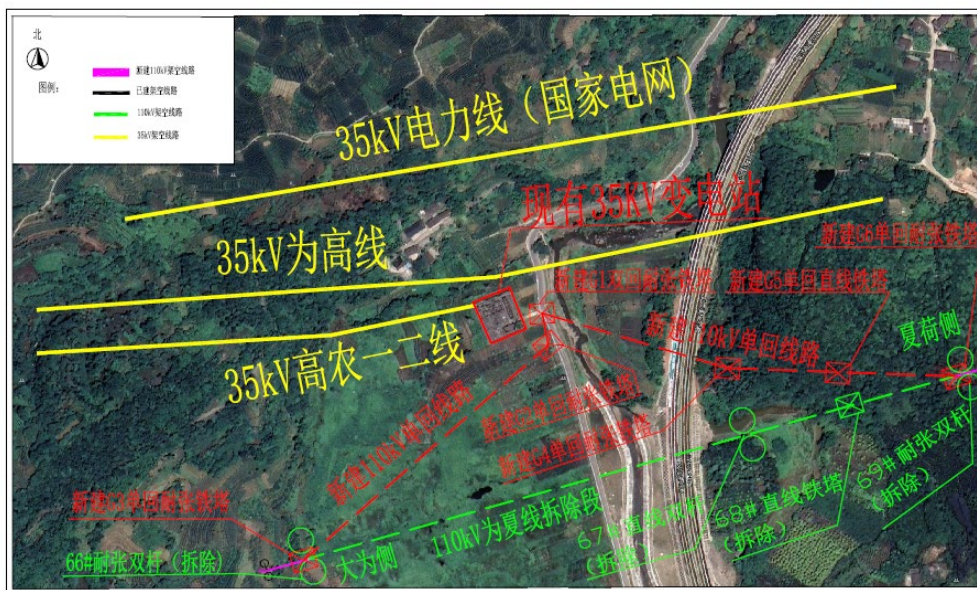 北
图例：
新建110kV架空线路
已建架空线路
110kV架空线路
35kV架空线路
35kV电力线（国家电网）
现有35KV变电站
新建G6单回耐张铁塔
35kV为高线
新建G1双回耐张铁塔
新建G5单回直线铁塔
新建110kV单回线路
夏荷侧
35kV高农一二线
新建G2单回耐张铁塔
新建110kV单回线路
新建G4单回耐张铁塔
新建G3单回耐张铁塔
66#耐张双杆（拆除）
大为侧
110kV为夏线拆除段
67#直线双杆
（拆除）
68#直线铁塔
（拆除）
69#耐张双杆
（拆除）